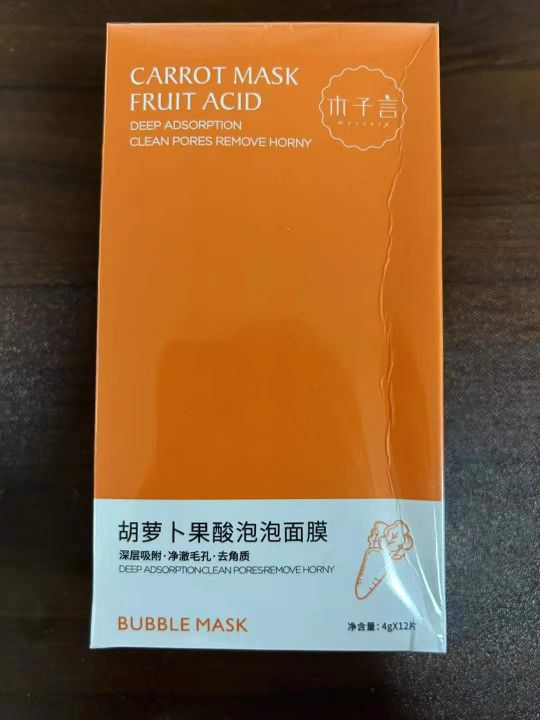 CARROT MASK
FRUIT ACID
DEEP ADSORPTION
CLEAN PORES REMOVE HORNY
木子言
胡萝卜果酸泡泡面膜
深层吸附·净澈毛孔·去角质
DEEP ADSORPTION:CLEAN PORESREMOVE HORNY
BUBBLE MASK
净含量: 4gX12片